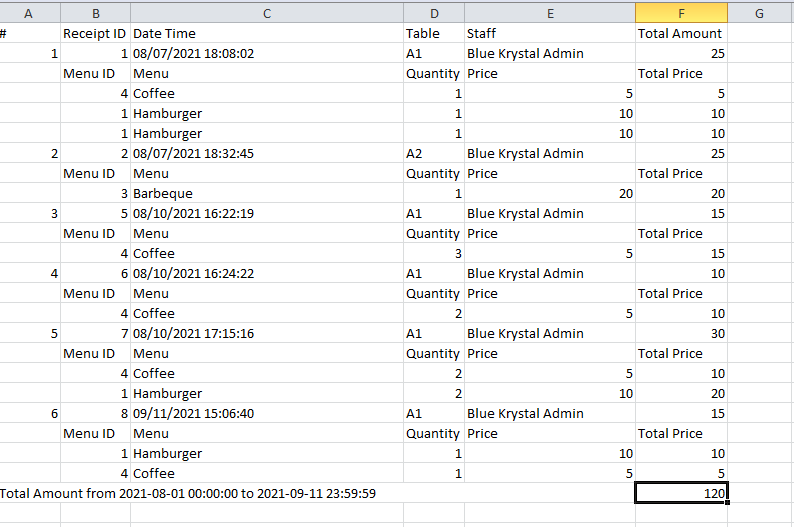 A B C D E F G
# Receipt ID Date Time Table Staff Total Amount
1 1 08/07/2021 18:08:02 A1 Blue Krystal Admin 25
Menu ID Menu Quantity Price Total Price
4 Coffee 1 5 5
1 Hamburger 1 10 10
1 Hamburger 1 10 10
2 2 08/07/2021 18:32:45 A2 Blue Krystal Admin 25
Menu ID Menu Quantity Price Total Price
3 Barbeque 1 20 20
3 5 08/10/2021 16:22:19 A1 Blue Krystal Admin 15
Menu ID Menu Quantity Price Total Price
4 Coffee 3 5 15
4 6 08/10/2021 16:24:22 A1 Blue Krystal Admin 10
Menu ID Menu Quantity Price Total Price
4 Coffee 2 5 10
5 7 08/10/2021 17:15:16 A1 Blue Krystal Admin 30
Menu ID Menu Quantity Price Total Price
4 Coffee 2 5 10
1 Hamburger 2 10 20
6 8 09/11/2021 15:06:40 A1 Blue Krystal Admin 15
Menu ID Menu Quantity Price Total Price
1 Hamburger 1 10 10
4 Coffee 1 5 5
Total Amount from 2021-08-01 00:00:00 to 2021-09-11 23:59:59 120